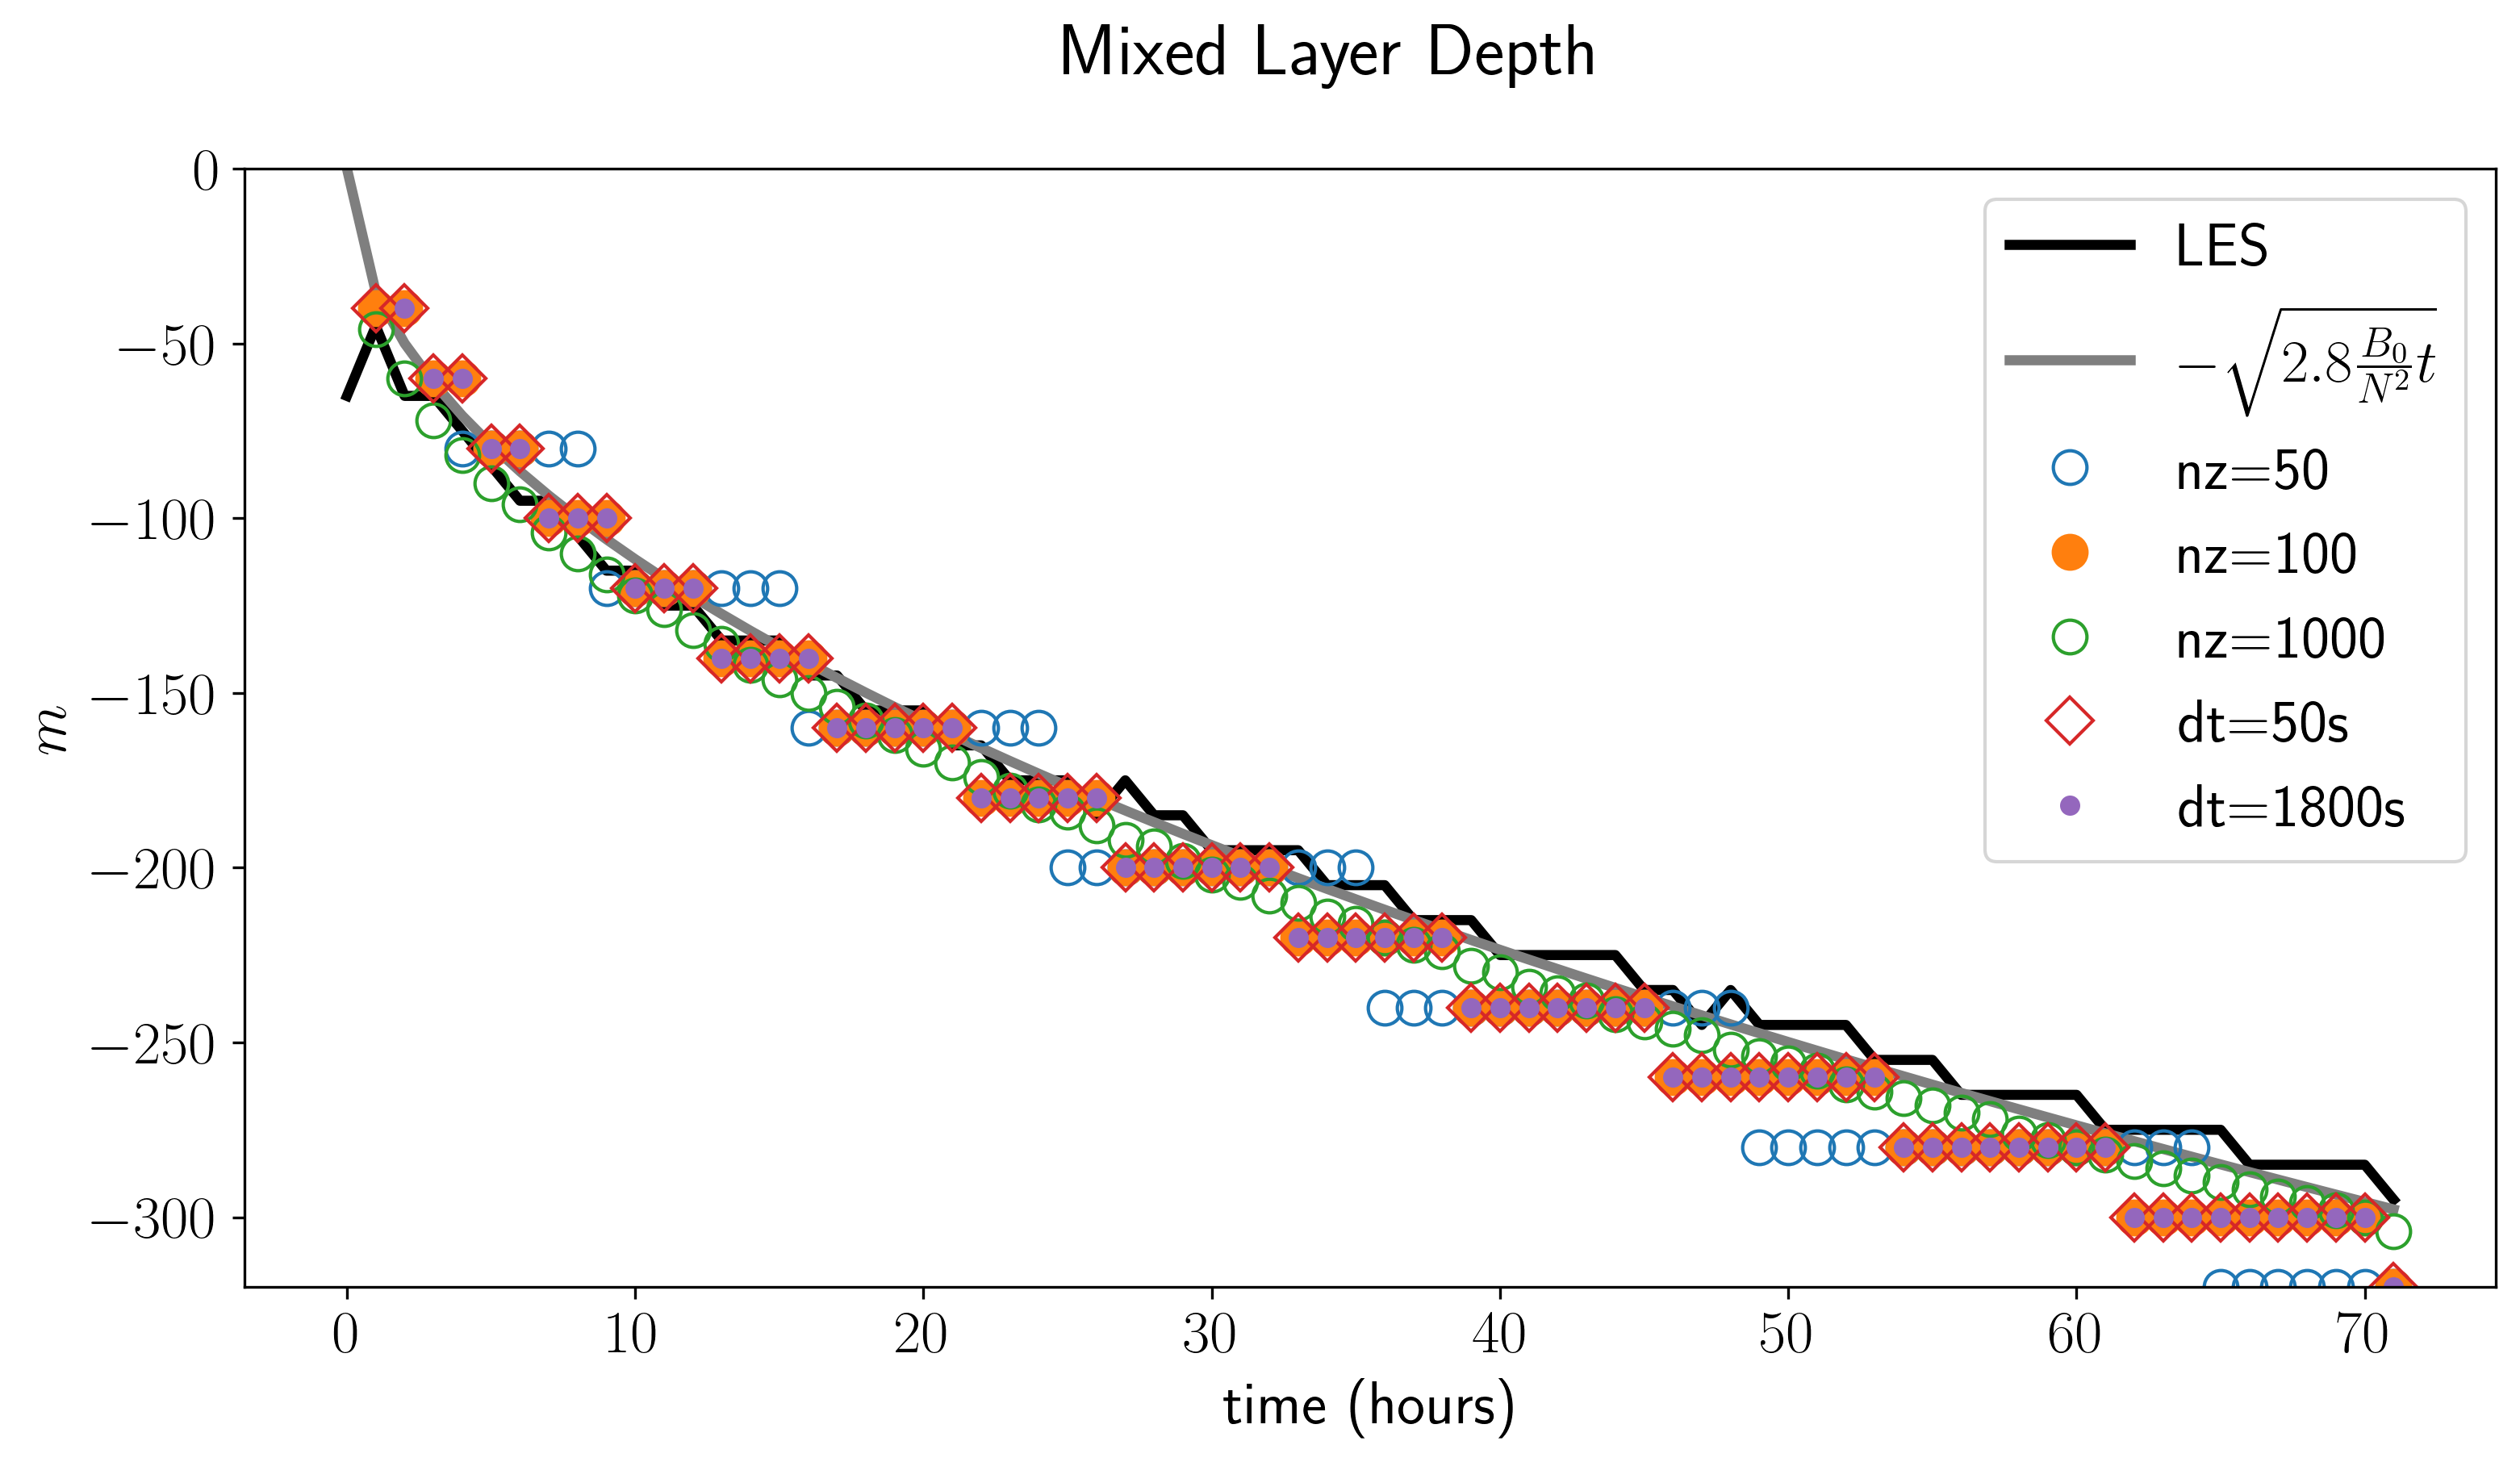 Mixed Layer Depth
0
−50
−100
−150
−200
−250
−300
m
LES
−√(2.8 B₀/N² t)
nz=50
nz=100
nz=1000
dt=50s
dt=1800s
0 10 20 30 40 50 60 70
time (hours)